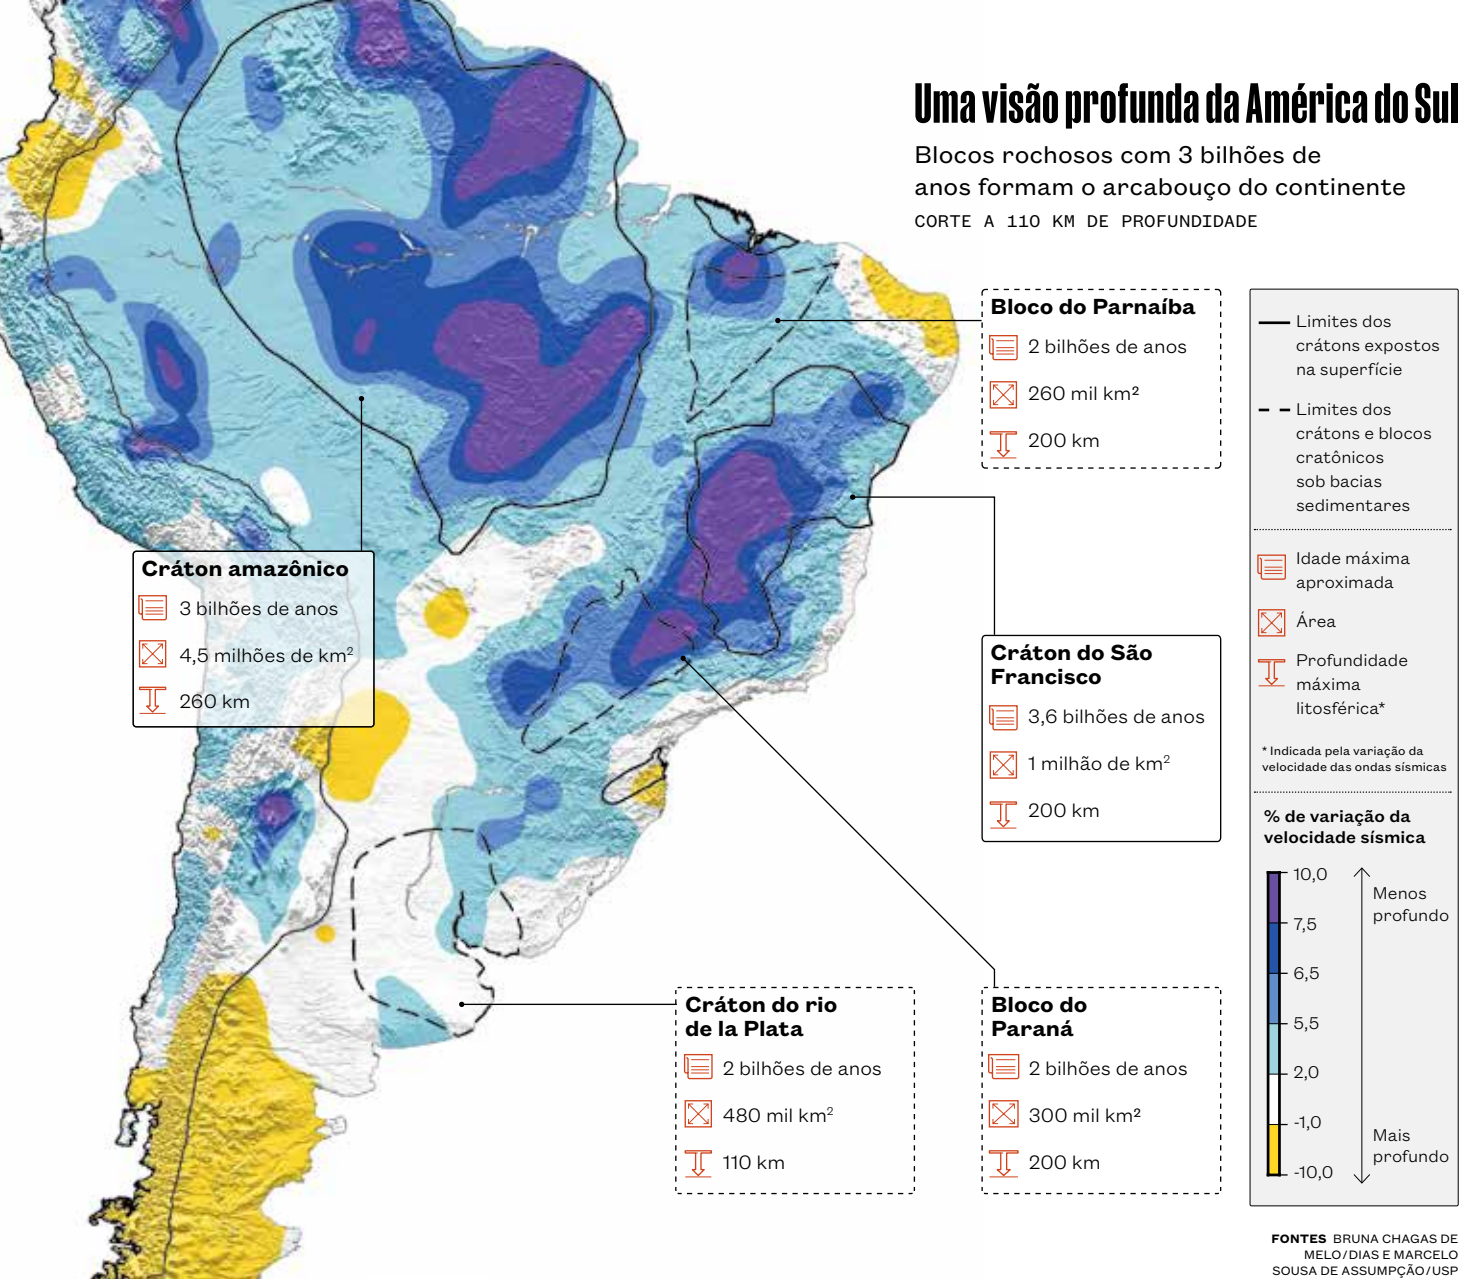 Uma visão profunda da América do Sul
Blocos rochosos com 3 bilhões de
anos formam o arcabouço do continente
CORTE A 110 KM DE PROFUNDIDADE
Bloco do Parnaíba
2 bilhões de anos
260 mil km²
200 km
Cráton amazônico
3 bilhões de anos
4,5 milhões de km²
260 km
Cráton do São
Francisco
3,6 bilhões de anos
1 milhão de km²
200 km
Cráton do rio
de la Plata
2 bilhões de anos
480 mil km²
110 km
Bloco do
Paraná
2 bilhões de anos
300 mil km²
200 km
Limites dos
crátons expostos
na superfície
Limites dos
crátons e blocos
cratônicos
sob bacias
sedimentares
Idade máxima
aproximada
Área
Profundidade
máxima
litosférica*
* Indicada pela variação da
velocidade das ondas sísmicas
% de variação da
velocidade sísmica
10,0
7,5
6,5
5,5
2,0
-1,0
-10,0
Menos
profundo
Mais
profundo
FONTES BRUNA CHAGAS DE
MELO/DIAS E MARCELO
SOUSA DE ASSUMPÇÃO/USP